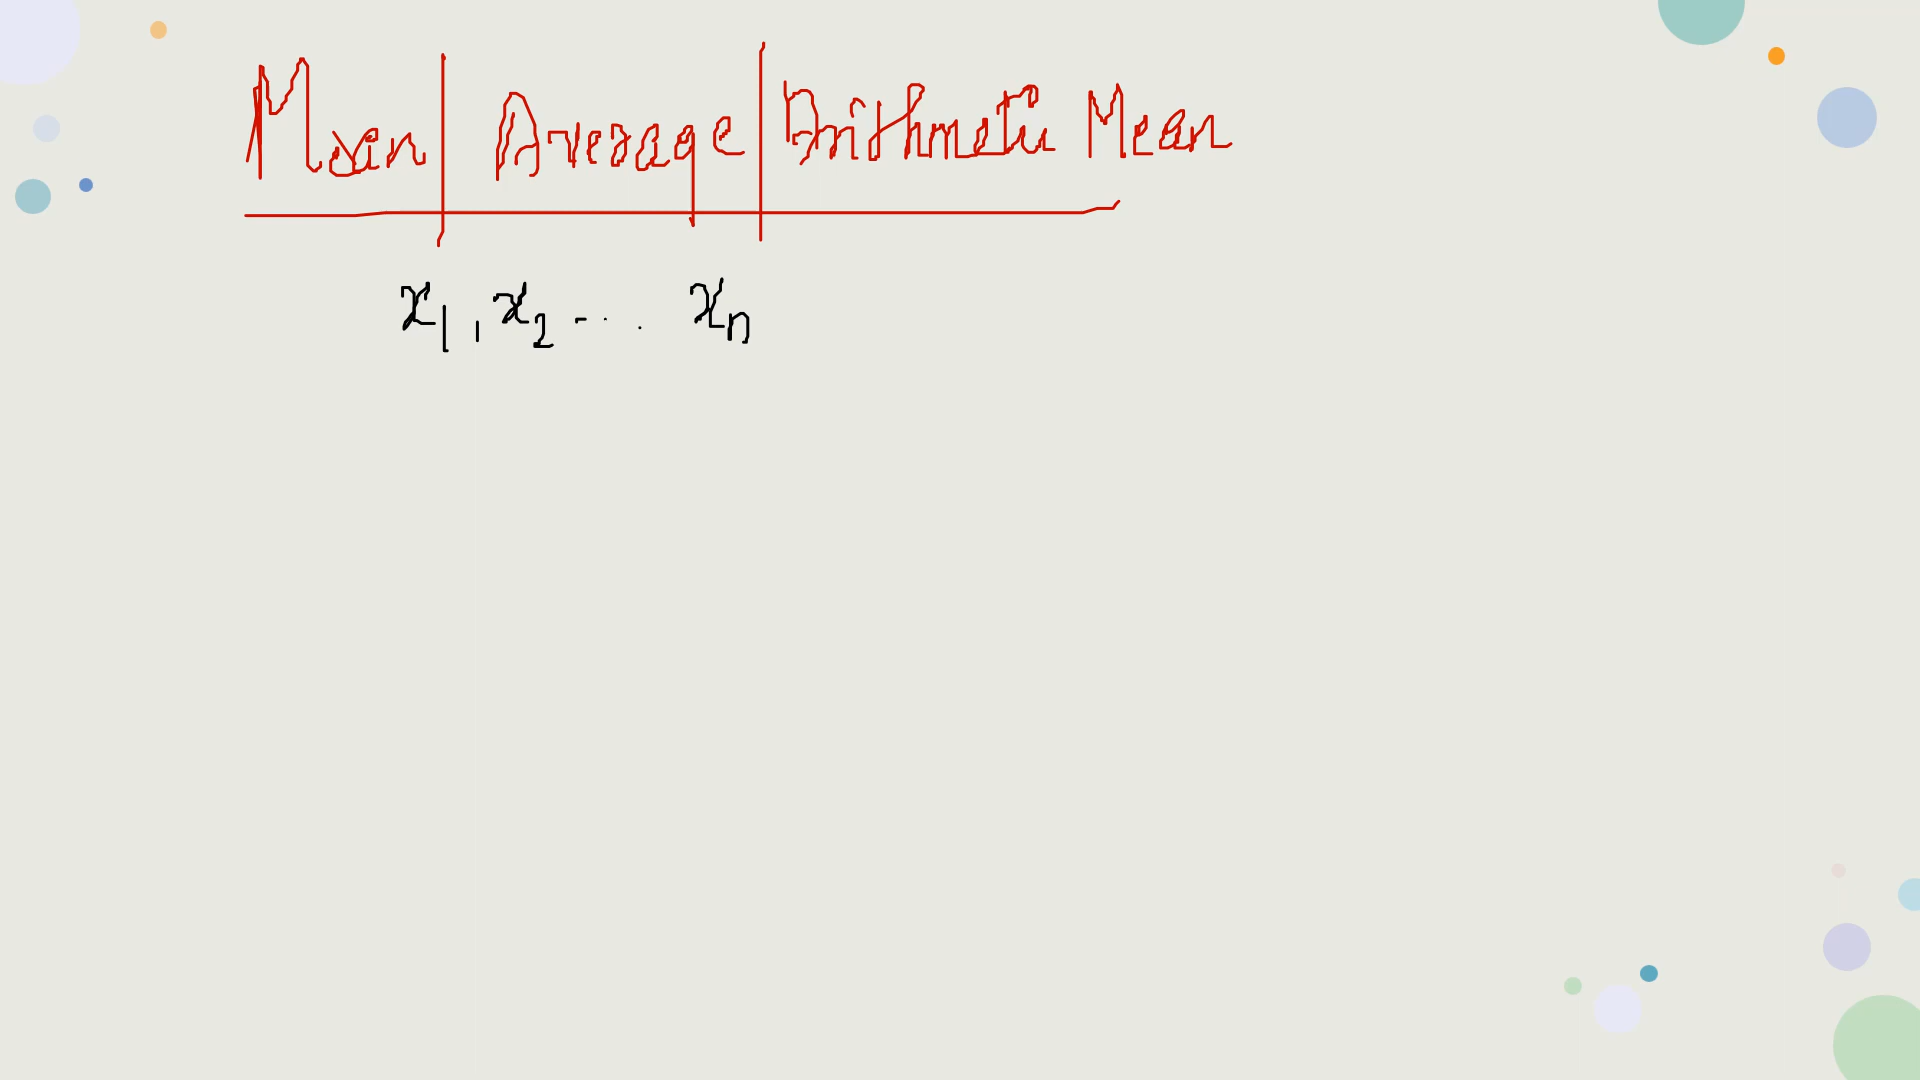 Mean | Average | Arithmetic Mean
x₁, x₂ - . . xₙ